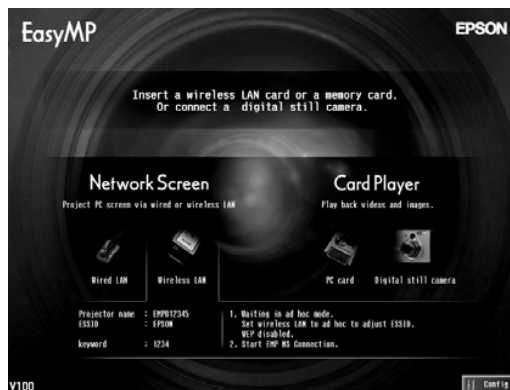 EasyMP
EPSON
Insert a wireless LAN card or a memory card.
Or connect a digital still camera.
Network Screen
Project PC screen via wired or wireless LAN
Card Player
Play back videos and images.
Wired LAN
Wireless LAN
PC card
Digital still camera
Projector name : EMP012345
ESSID : EPSON
keyword : 1234
1. Waiting in ad hoc mode.
Set wireless LAN to ad hoc to adjust ESSID.
WEP disabled.
2. Start EMP NS Connection.
V100
Config